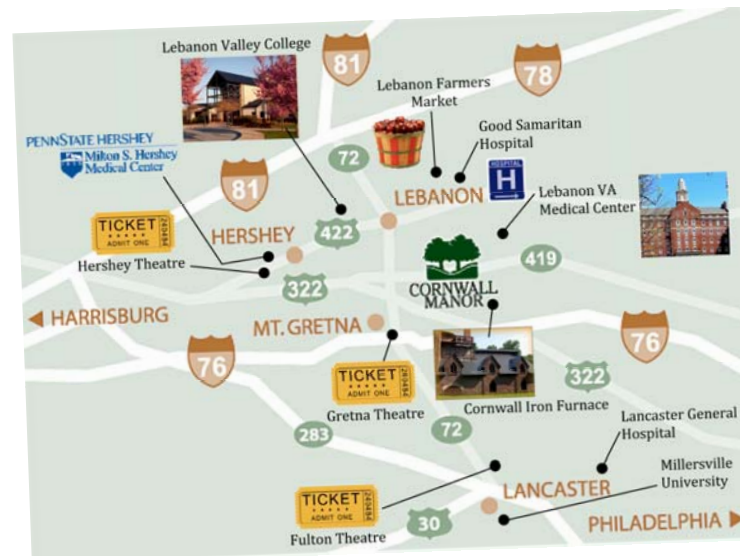 Lebanon Valley College
81
78
Lebanon Farmers
Market
Good Samaritan
Hospital
PENNSTATE HERSHEY
Milton S. Hershey
Medical Center
72
HOSPITAL
H
81
LEBANON
Lebanon VA
Medical Center
TICKET
ADMIT ONE
HERSHEY
422
Hershey Theatre
419
322
CORNWALL
MANOR
HARRISBURG
MT. GRETNA
76
76
TICKET
ADMIT ONE
322
Gretna Theatre
Cornwall Iron Furnace
283
72
Lancaster General
Hospital
Millersville
University
TICKET
ADMIT ONE
LANCASTER
Fulton Theatre
30
PHILADELPHIA